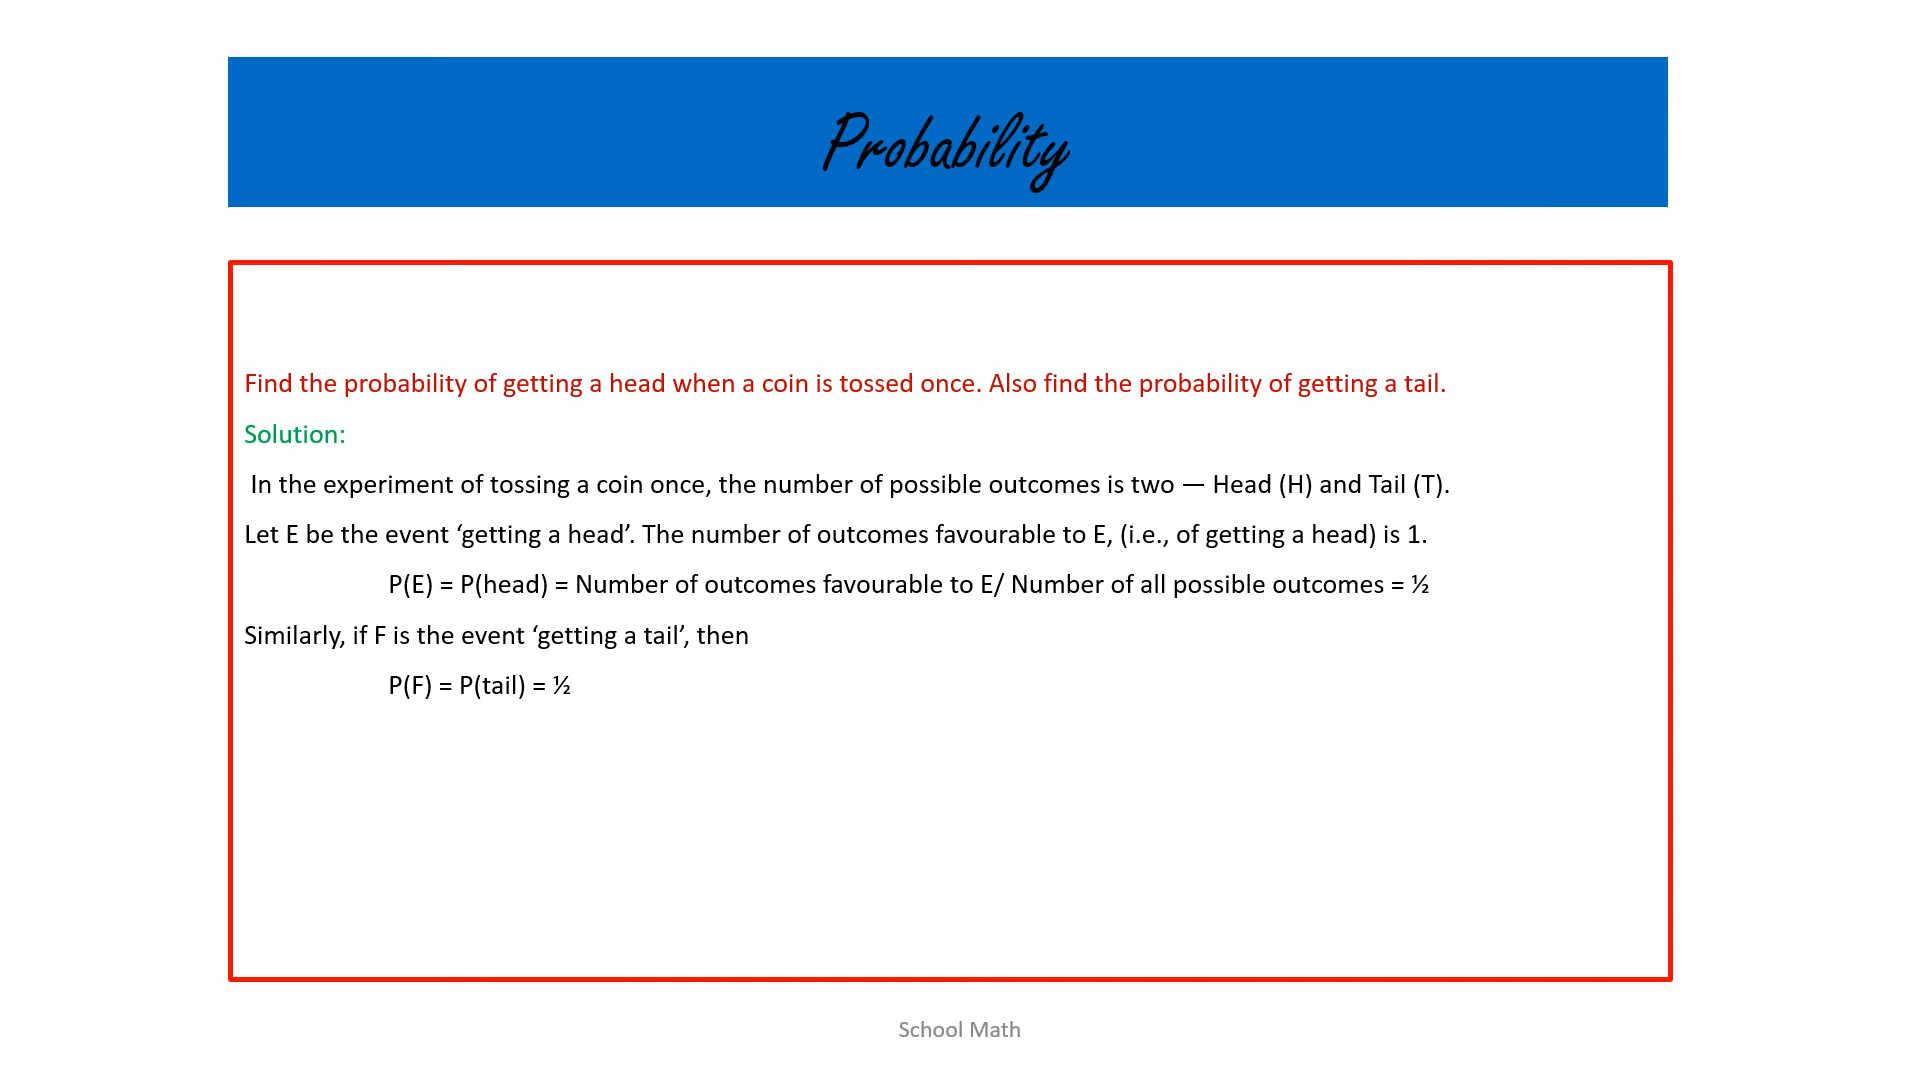 Probability
Find the probability of getting a head when a coin is tossed once. Also find the probability of getting a tail.
Solution:
In the experiment of tossing a coin once, the number of possible outcomes is two — Head (H) and Tail (T).
Let E be the event ‘getting a head’. The number of outcomes favourable to E, (i.e., of getting a head) is 1.
P(E) = P(head) = Number of outcomes favourable to E/ Number of all possible outcomes = ½
Similarly, if F is the event ‘getting a tail’, then
P(F) = P(tail) = ½
School Math